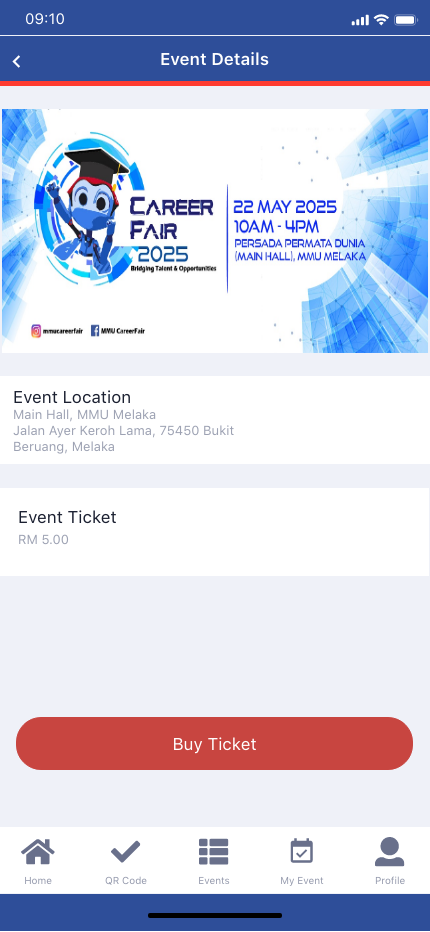 09:10
Event Details
CAREER
FAIR
2025
Bridging Talent & Opportunities
22 MAY 2025
10AM - 4PM
PERSADA PERMATA DUNIA
(MAIN HALL), MMU MELAKA
mmucareerfair
MMU CareerFair
Event Location
Main Hall, MMU Melaka
Jalan Ayer Keroh Lama, 75450 Bukit
Beruang, Melaka
Event Ticket
RM 5.00
Buy Ticket
Home
QR Code
Events
My Event
Profile